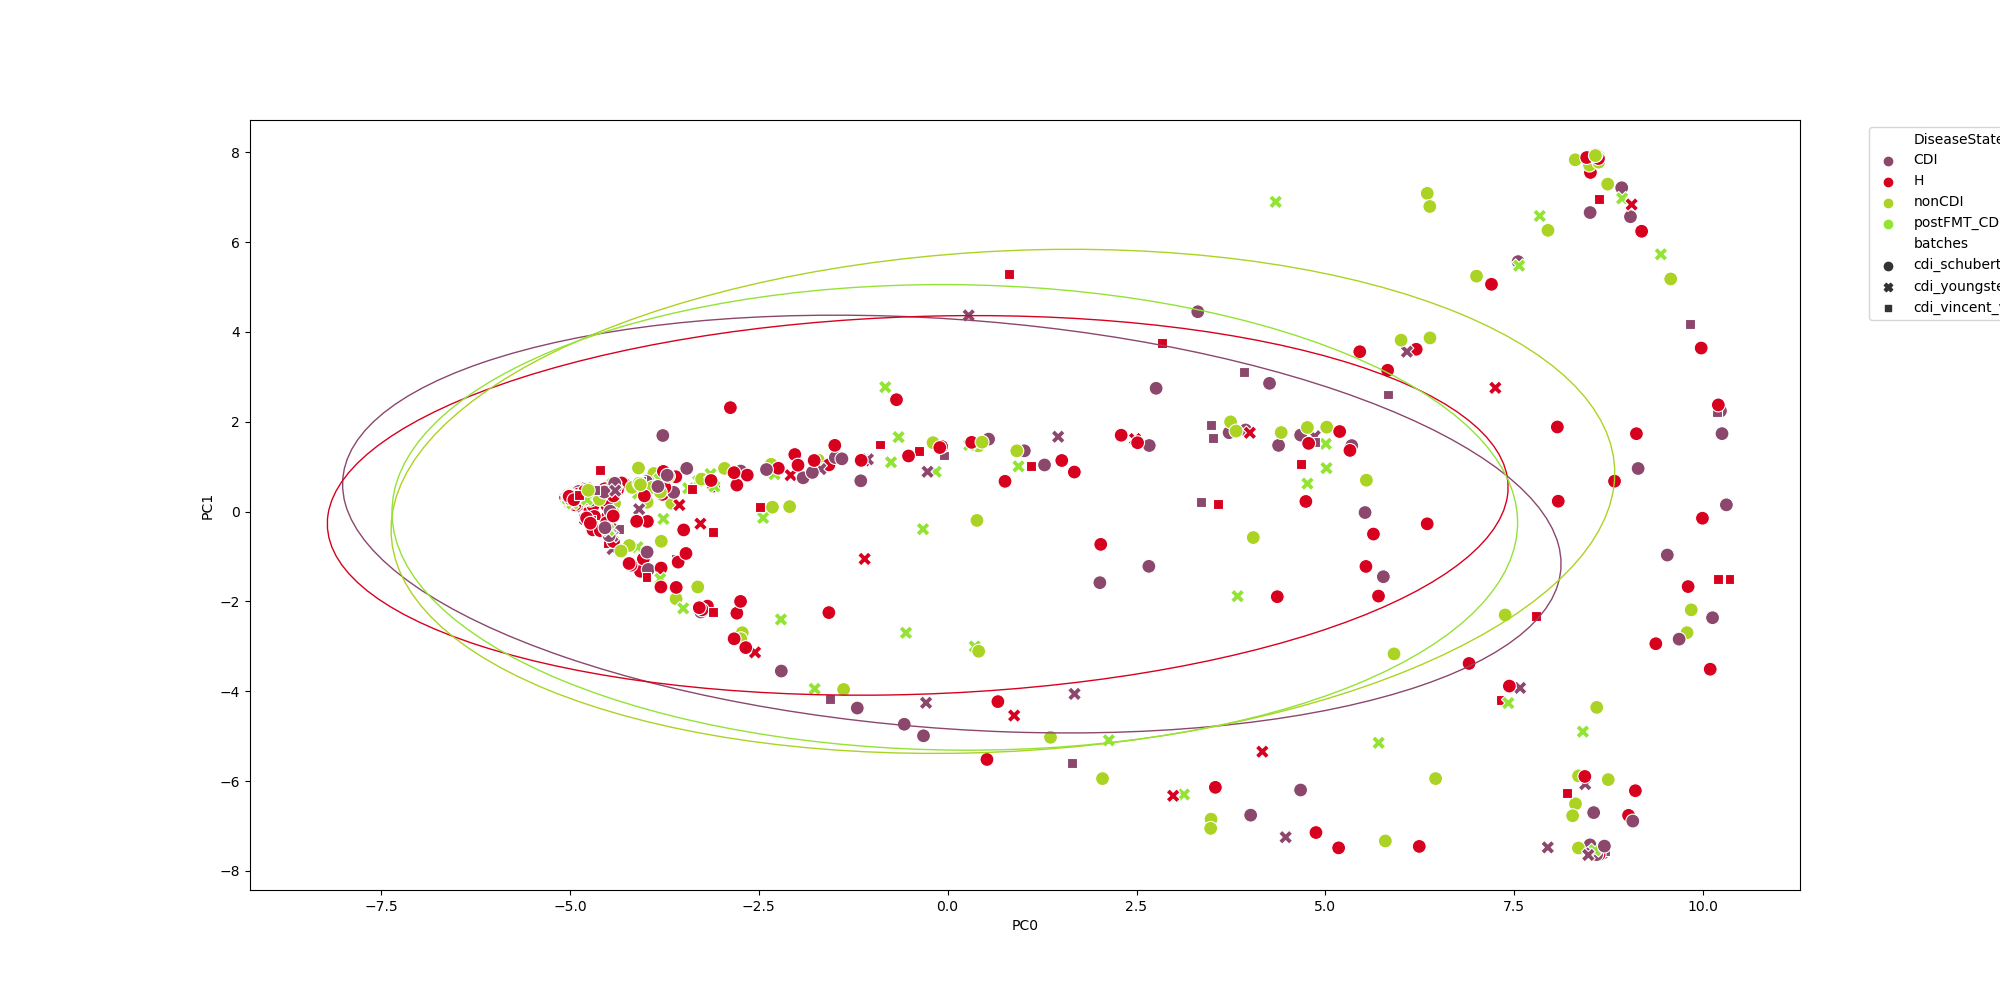 DiseaseState
CDI
H
nonCDI
postFMT_CD
batches
cdi_schubert
cdi_youngste
cdi_vincent_
8
6
4
2
0
−2
−4
−6
−8
PC1
−7.5
−5.0
−2.5
0.0
2.5
5.0
7.5
10.0
PC0